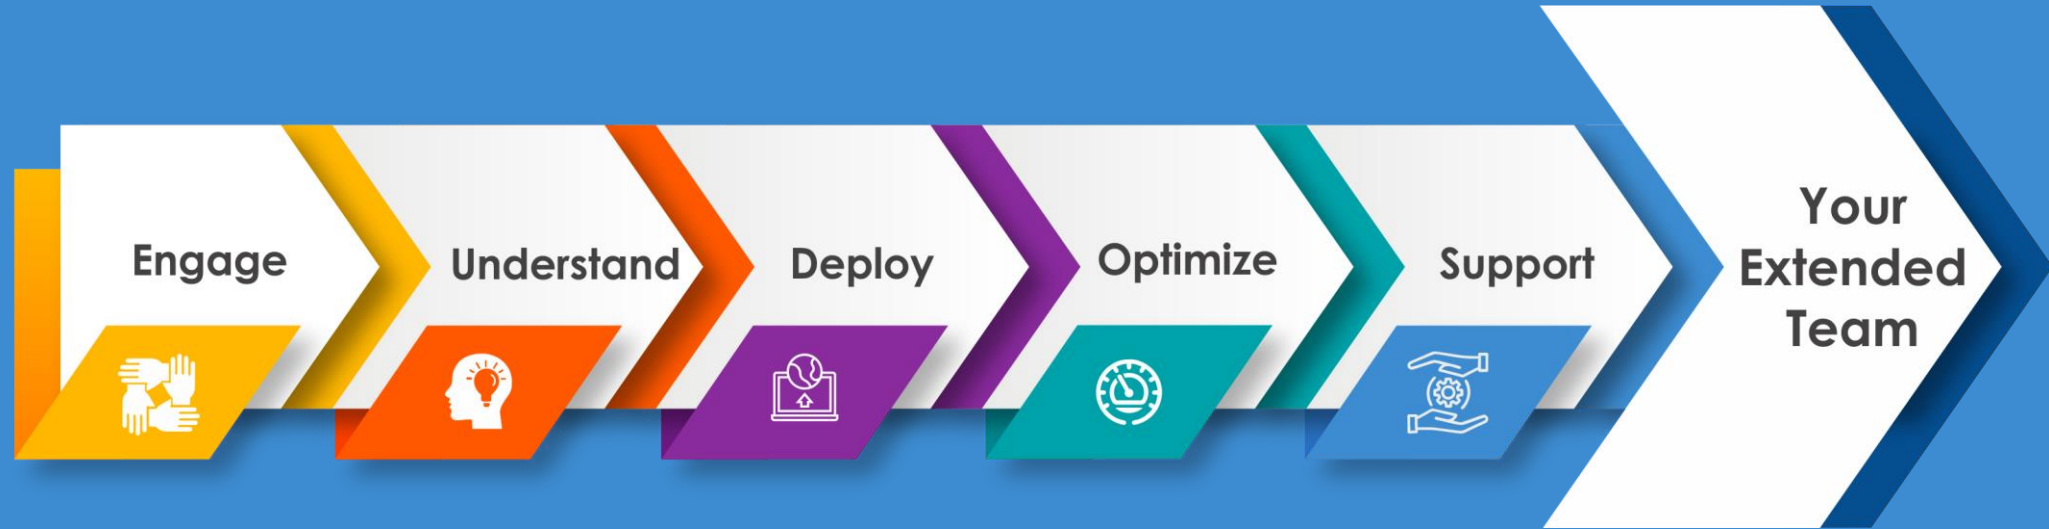 Engage
Understand
Deploy
Optimize
Support
Your
Extended
Team